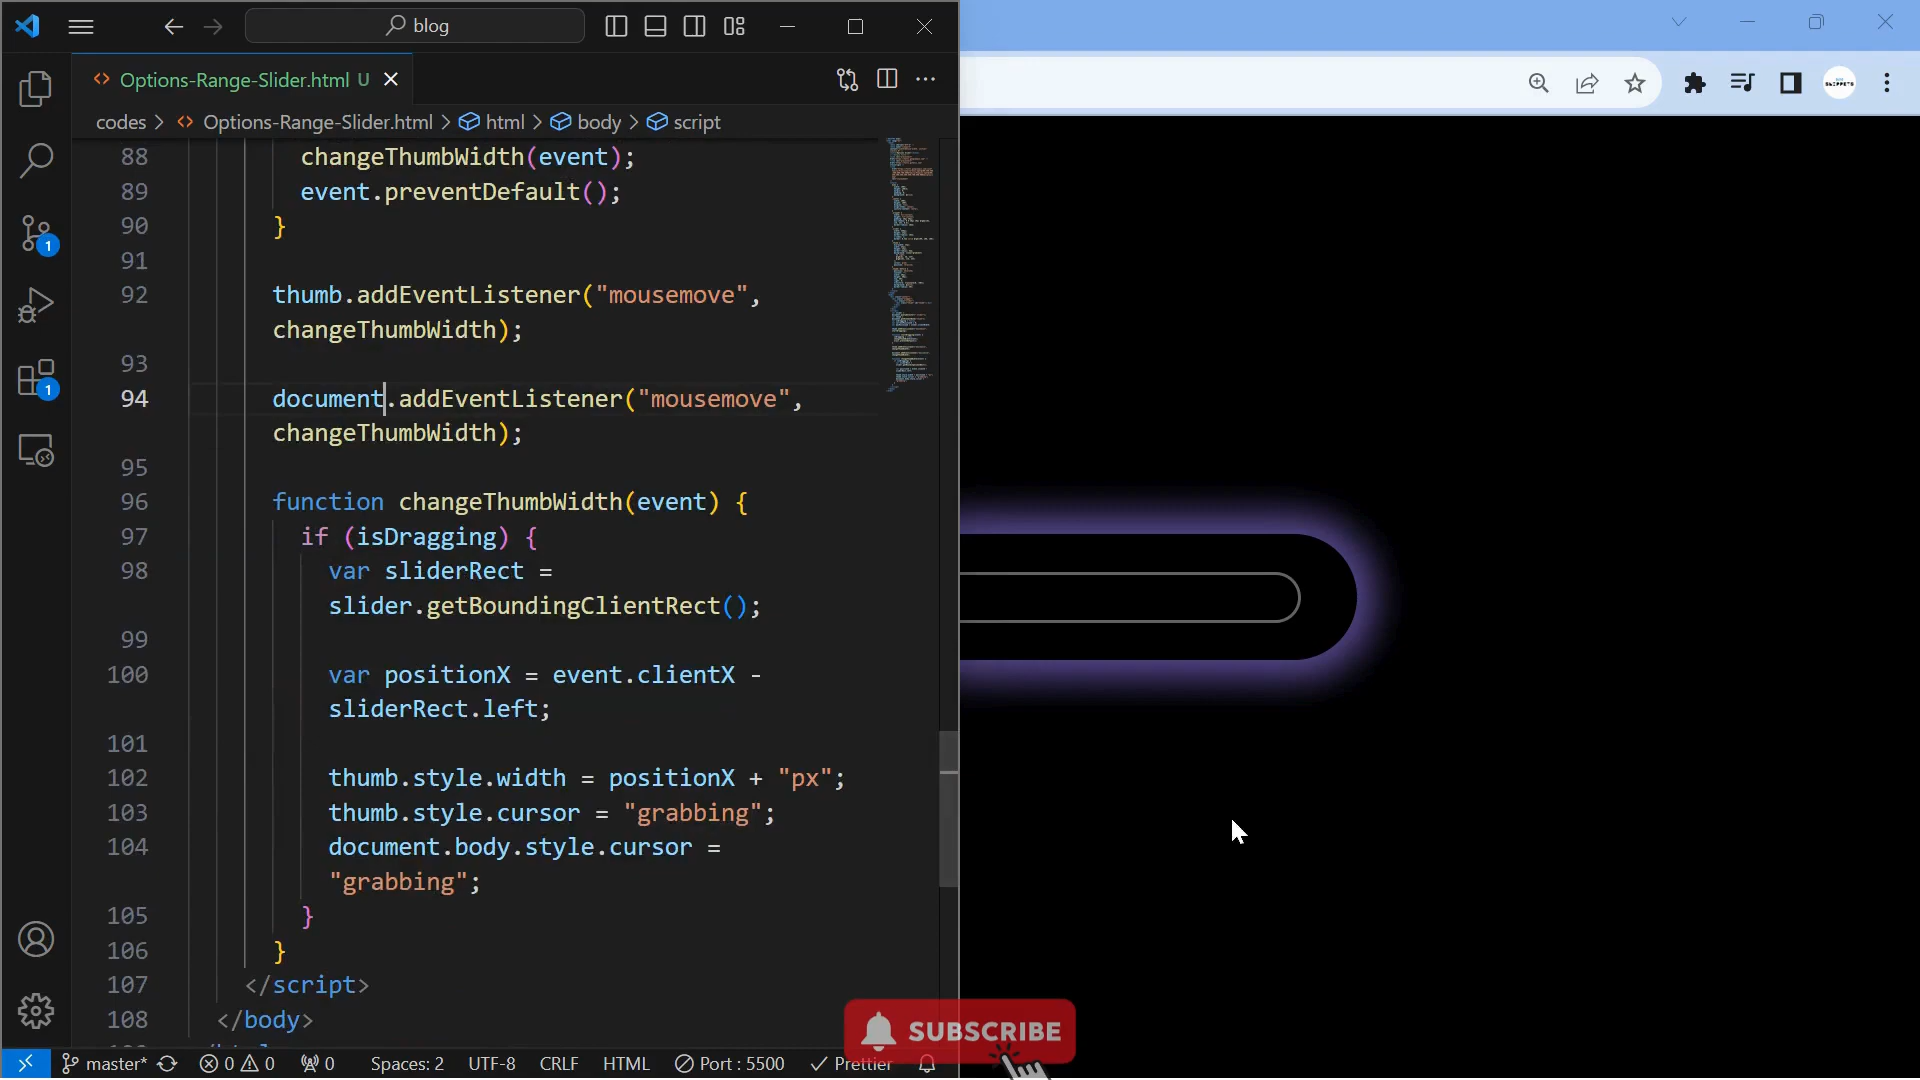 blog
Options-Range-Slider.html U
codes > Options-Range-Slider.html > html > body > script
88 changeThumbWidth(event);
89 event.preventDefault();
90 }
91
92 thumb.addEventListener("mousemove",
changeThumbWidth);
93
94 document.addEventListener("mousemove",
changeThumbWidth);
95
96 function changeThumbWidth(event) {
97 if (isDragging) {
98 var sliderRect =
slider.getBoundingClientRect();
99
100 var positionX = event.clientX -
sliderRect.left;
101
102 thumb.style.width = positionX + "px";
103 thumb.style.cursor = "grabbing";
104 document.body.style.cursor =
"grabbing";
105 }
106 }
107 </script>
108 </body>
1
1
SUBSCRIBE
master* 0 0 0 Spaces: 2 UTF-8 CRLF HTML Port : 5500 Prettier